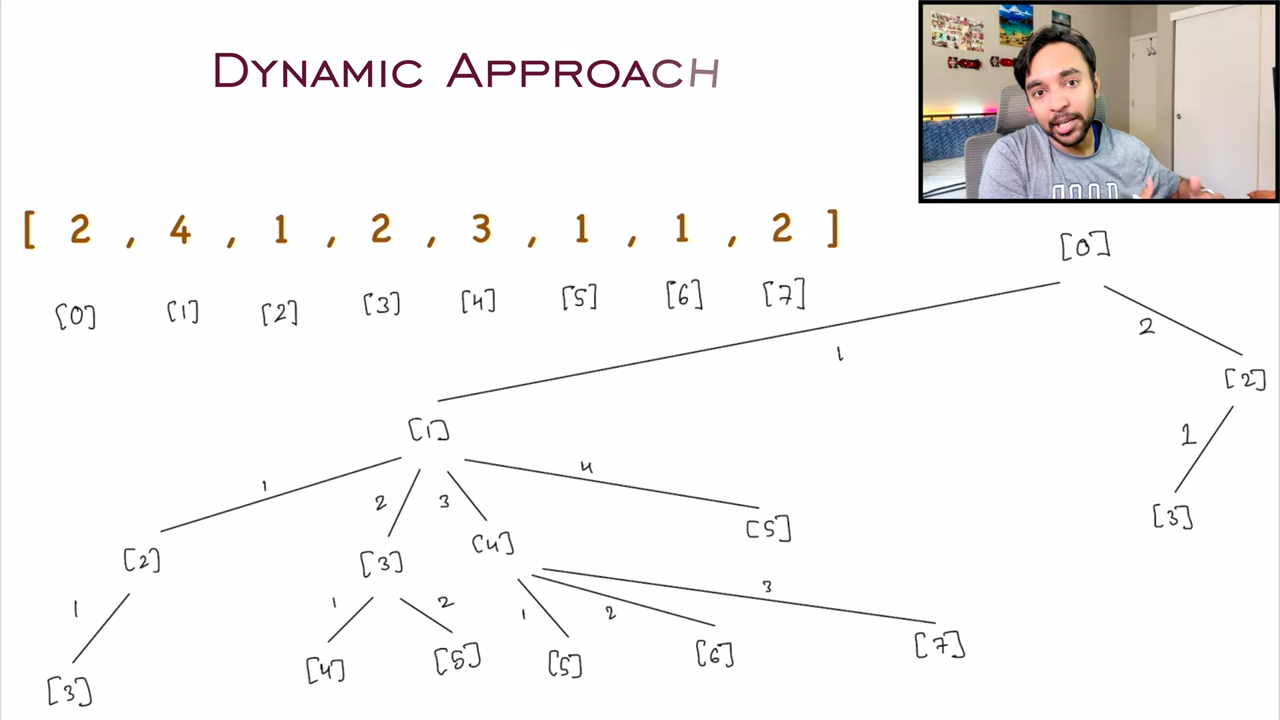 DYNAMIC APPROACH
[ 2 , 4 , 1 , 2 , 3 , 1 , 1 , 2 ]
[0] [1] [2] [3] [4] [5] [6] [7]
[0]
1 2
[1] [2]
1 2 3 4 1
[2] [3] [4] [5] [3]
1 1 2 1 2 3
[3] [4] [5] [5] [6] [7]